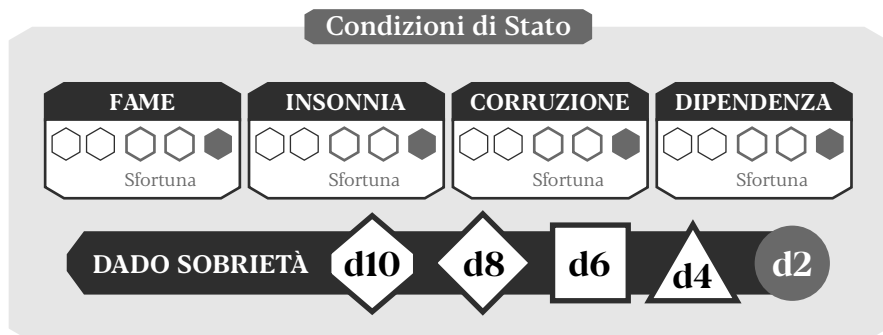 Condizioni di Stato
FAME INSONNIA CORRUZIONE DIPENDENZA
Sfortuna Sfortuna Sfortuna Sfortuna
DADO SOBRIETÀ d10 d8 d6 d4 d2